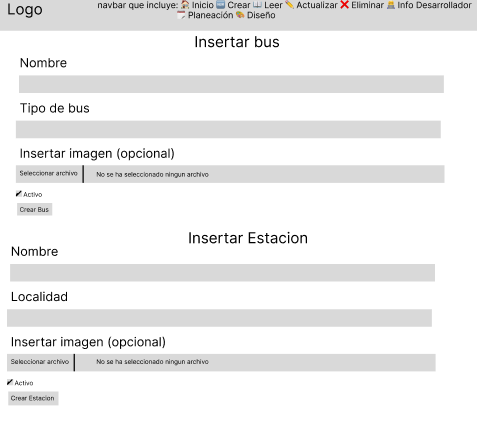 Logo
navbar que incluye: 🏠 Inicio 🆕 Crear 📖 Leer ✏️ Actualizar ❌ Eliminar 👨‍💻 Info Desarrollador
📅 Planeación 🎨 Diseño
Insertar bus
Nombre
Tipo de bus
Insertar imagen (opcional)
Seleccionar archivo No se ha seleccionado ningun archivo
Activo
Crear Bus
Insertar Estacion
Nombre
Localidad
Insertar imagen (opcional)
Seleccionar archivo No se ha seleccionado ningun archivo
Activo
Crear Estacion